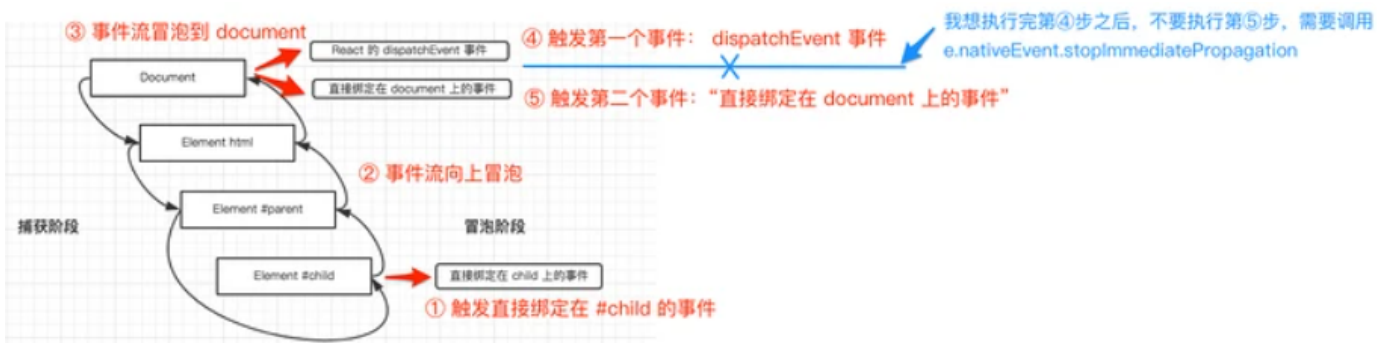 ③ 事件流冒泡到 document
React 的 dispatchEvent 事件
④ 触发第一个事件： dispatchEvent 事件
我想执行完第④步之后，不要执行第⑤步，需要调用
e.nativeEvent.stopImmediatePropagation
Document
直接绑定在 document 上的事件
⑤ 触发第二个事件：“直接绑定在 document 上的事件”
Element html
② 事件流向上冒泡
Element #parent
捕获阶段
冒泡阶段
Element #child
直接绑定在 child 上的事件
① 触发直接绑定在 #child 的事件